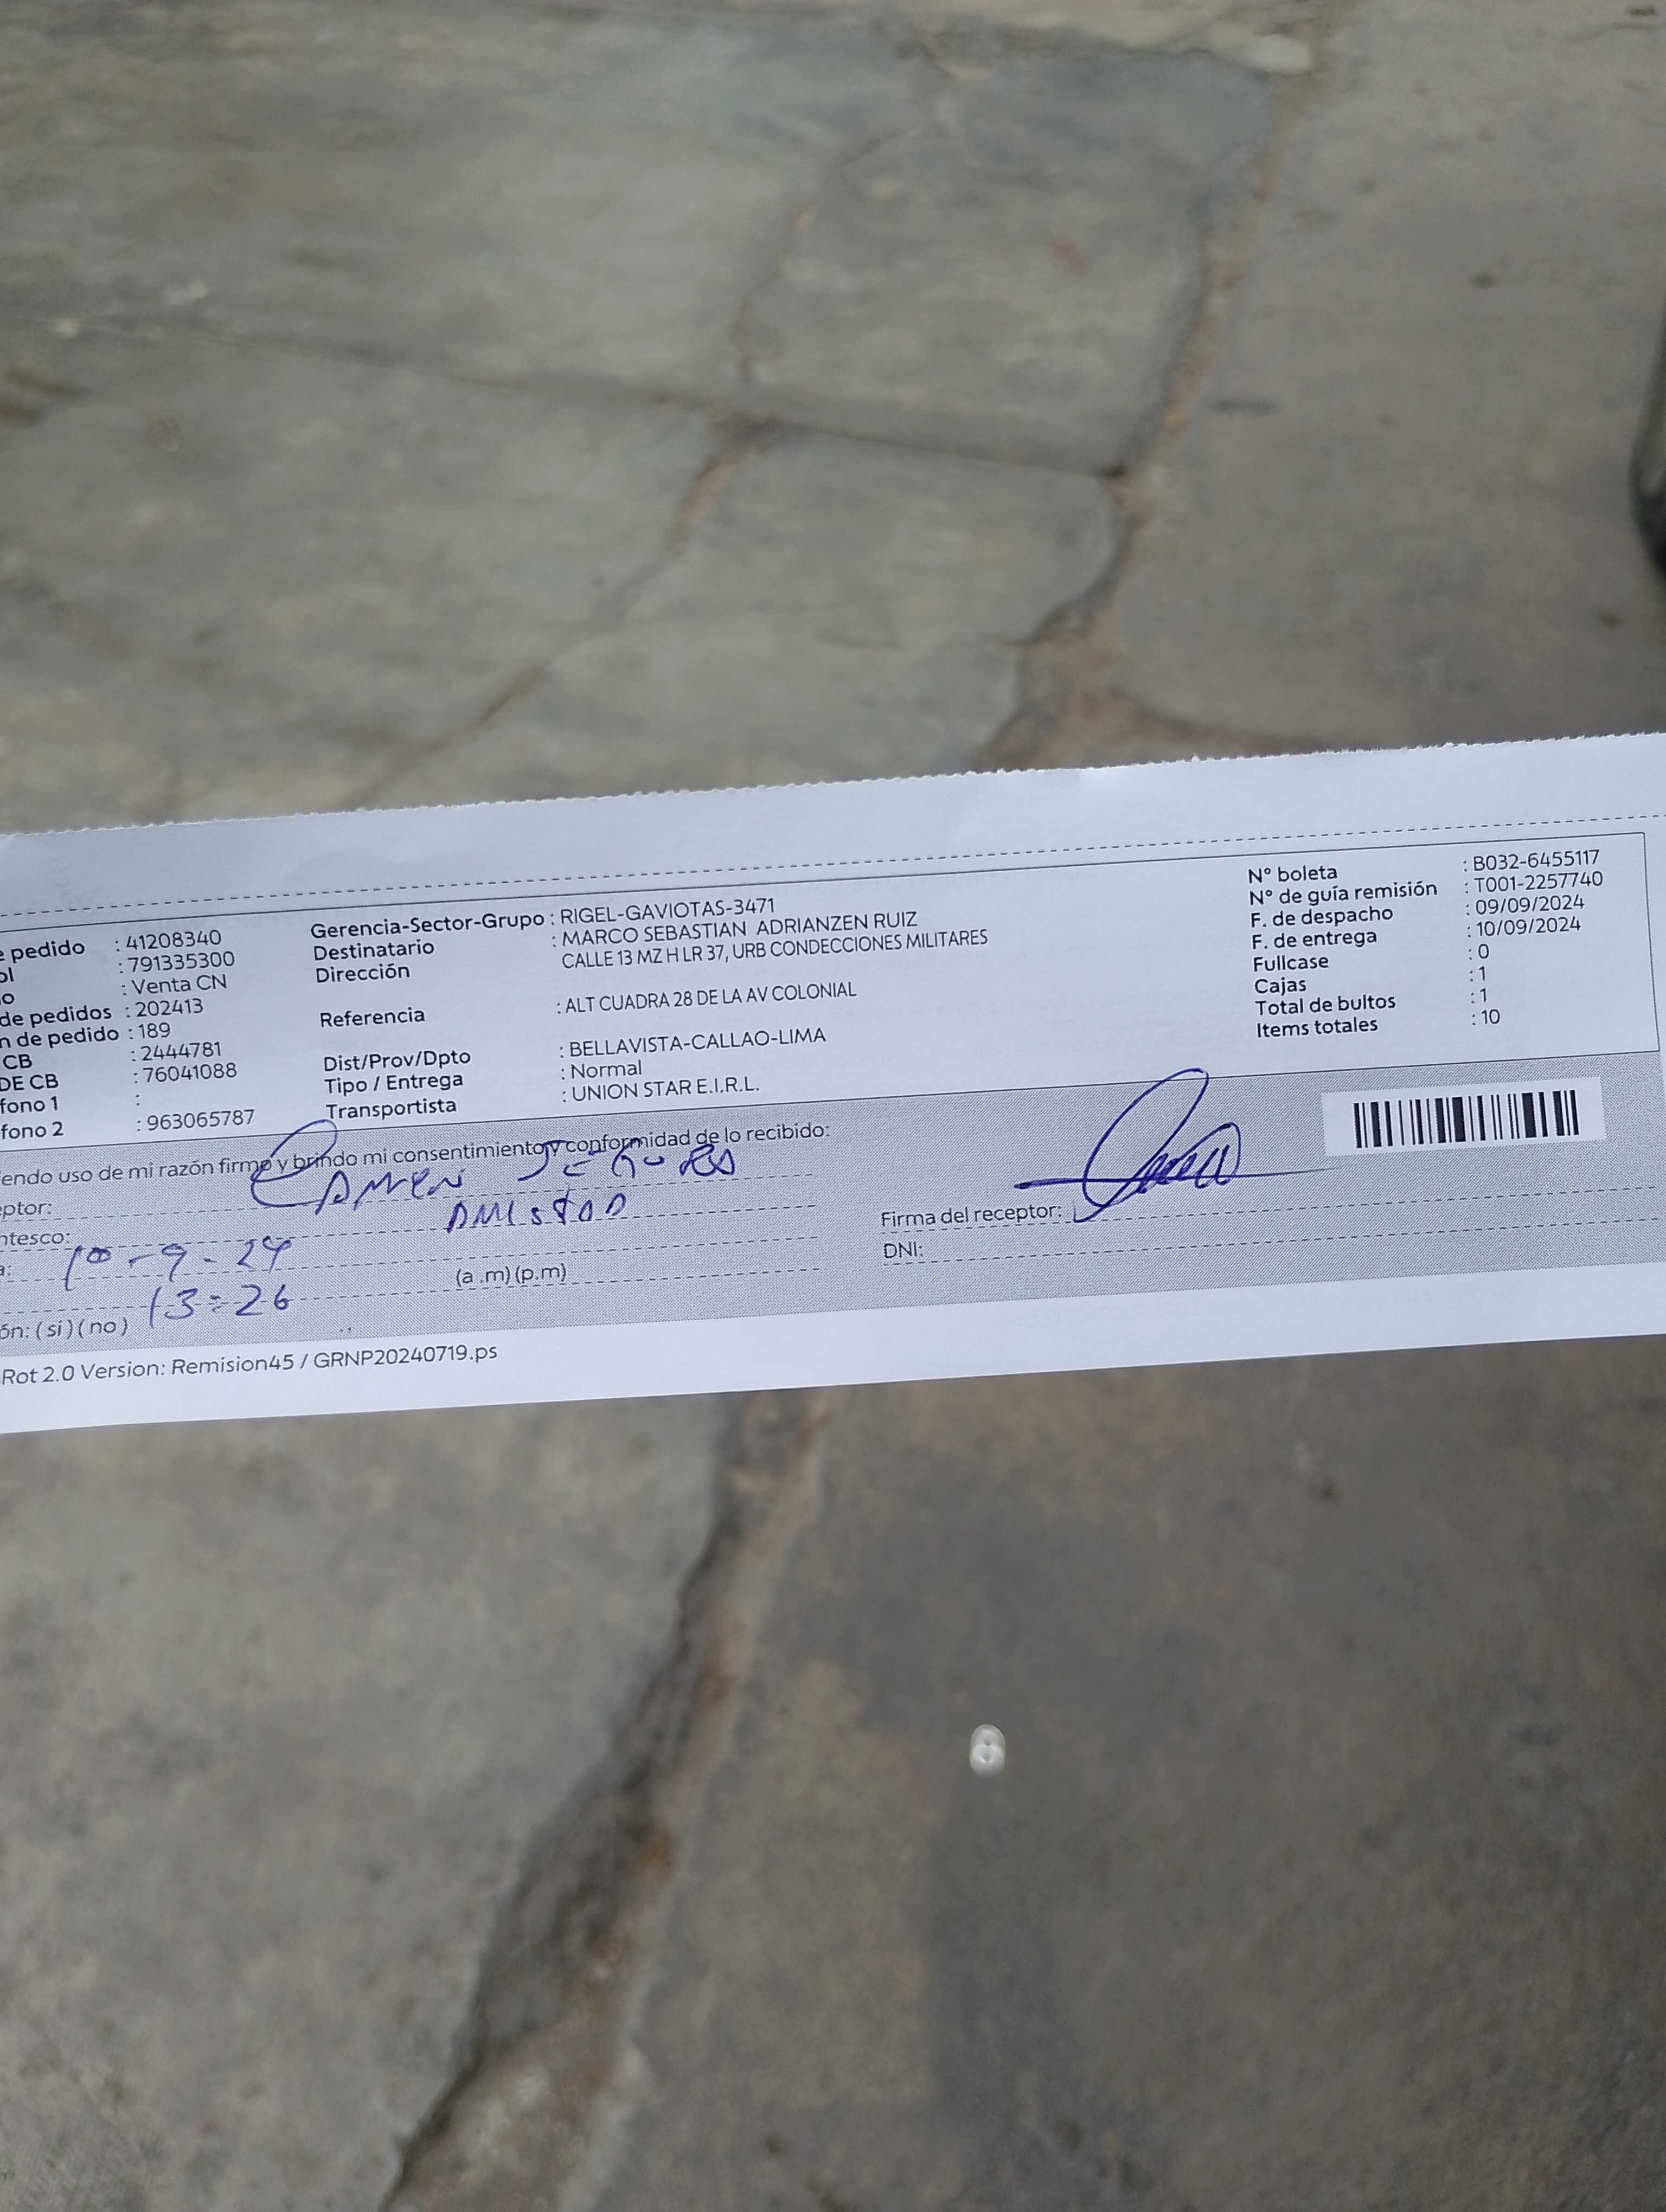 e pedido : 41208340
ol : 791335300
o : Venta CN
de pedidos : 202413
n de pedido : 189
CB : 2444781
DE CB : 76041088
fono 1 :
fono 2 : 963065787
Gerencia-Sector-Grupo : RIGEL-GAVIOTAS-3471
Destinatario : MARCO SEBASTIAN ADRIANZEN RUIZ
Dirección CALLE 13 MZ H LR 37, URB CONDECCIONES MILITARES
Referencia : ALT CUADRA 28 DE LA AV COLONIAL
Dist/Prov/Dpto : BELLAVISTA-CALLAO-LIMA
Tipo / Entrega : Normal
Transportista : UNION STAR E.I.R.L.
N° boleta : B032-6455117
N° de guía remisión : T001-2257740
F. de despacho : 09/09/2024
F. de entrega : 10/09/2024
Fullcase : 0
Cajas : 1
Total de bultos : 1
Items totales : 10
endo uso de mi razón firmo y brindo mi consentimiento y conformidad de lo recibido:
eptor:
ntesco: AMISTAD
a: 10-9-24
(a .m) (p.m)
13:26
ón: ( si ) ( no )
Firma del receptor:
DNI:
Rot 2.0 Version: Remision45 / GRNP20240719.ps